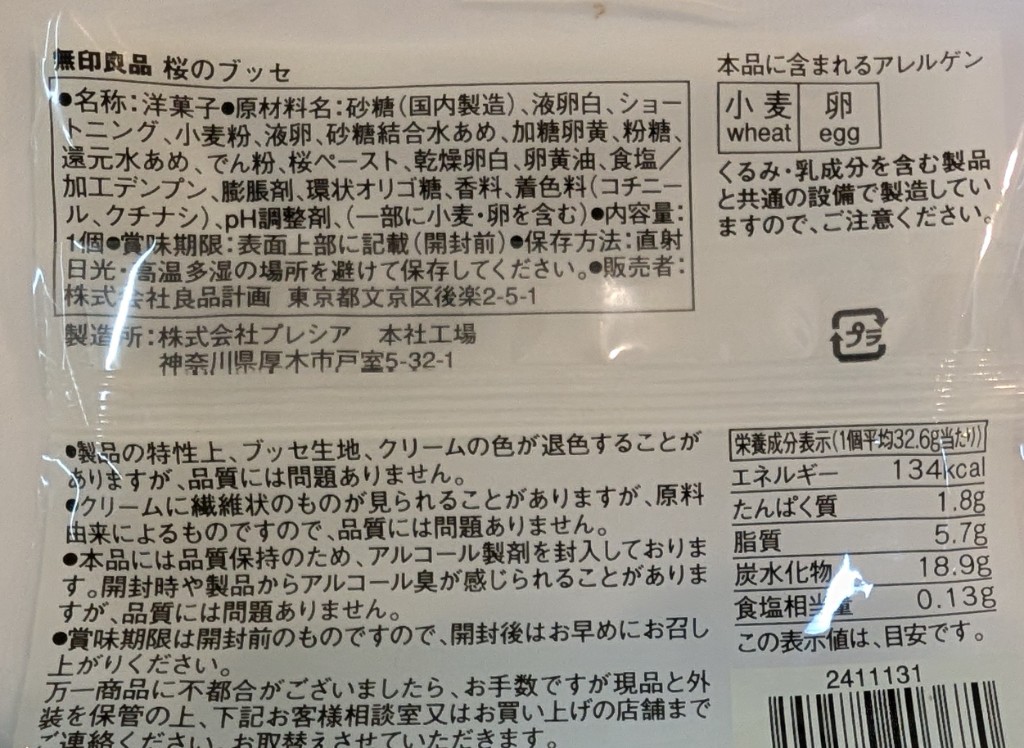 無印良品 桜のブッセ
●名称:洋菓子●原材料名:砂糖(国内製造)、液卵白、ショー
トニング、小麦粉、液卵、砂糖結合水あめ、加糖卵黄、粉糖、
還元水あめ、でん粉、桜ペースト、乾燥卵白、卵黄油、食塩/
加工デンプン、膨脹剤、環状オリゴ糖、香料、着色料(コチニー
ル、クチナシ)、pH調整剤、(一部に小麦・卵を含む)●内容量:
1個●賞味期限:表面上部に記載(開封前)●保存方法:直射
日光・高温多湿の場所を避けて保存してください。●販売者:
株式会社良品計画 東京都文京区後楽2-5-1
製造所:株式会社プレシア 本社工場
神奈川県厚木市戸室5-32-1
本品に含まれるアレルゲン
小麦 卵
wheat egg
くるみ・乳成分を含む製品
と共通の設備で製造してい
ますので、ご注意ください。
プラ
●製品の特性上、ブッセ生地、クリームの色が退色することが
ありますが、品質には問題ありません。
●クリームに繊維状のものが見られることがありますが、原料
由来によるものですので、品質には問題ありません。
●本品には品質保持のため、アルコール製剤を封入しておりま
す。開封時や製品からアルコール臭が感じられることがありま
すが、品質には問題ありません。
●賞味期限は開封前のものですので、開封後はお早めにお召し
上がりください。
万一商品に不都合がございましたら、お手数ですが現品と外
装を保管の上、下記お客様相談室又はお買い上げの店舗まで
ご連絡ください。お取替えさせていただきます。
栄養成分表示(1個平均32.6g当たり)
エネルギー 134kcal
たんぱく質 1.8g
脂質 5.7g
炭水化物 18.9g
食塩相当量 0.13g
この表示値は、目安です。
2411131